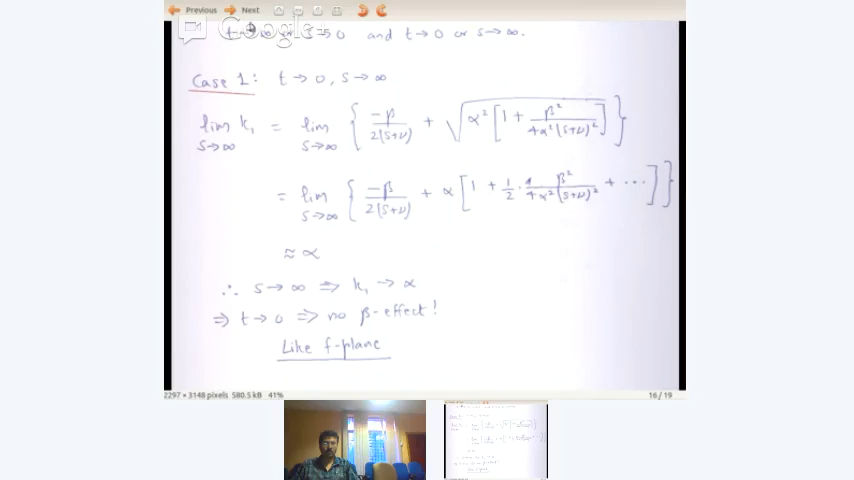 Previous Next
and t→0 or s→∞.
Google+
Case 1: t→0, s→∞
lim k₁ = lim { -β / 2(s+ν) + √( α² [ 1 + β² / 4α²(s+ν)² ] ) }
s→∞ s→∞
= lim { -β / 2(s+ν) + α [ 1 + 1/2 · β² / 4α²(s+ν)² + ··· ] }
s→∞
≈ α
∴ s→∞ ⇒ k₁ → α
⇒ t→0 ⇒ no β-effect!
Like f-plane
2297 × 3148 pixels 580.5 kB 41% 16 / 19